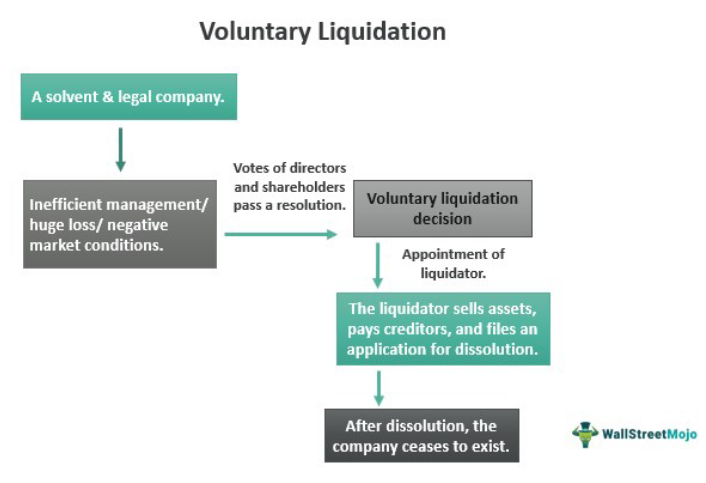 Voluntary Liquidation
A solvent & legal company.
Inefficient management/
huge loss/ negative
market conditions.
Votes of directors
and shareholders
pass a resolution.
Voluntary liquidation
decision
Appointment of
liquidator.
The liquidator sells assets,
pays creditors, and files an
application for dissolution.
After dissolution, the
company ceases to exist.
WallStreetMojo